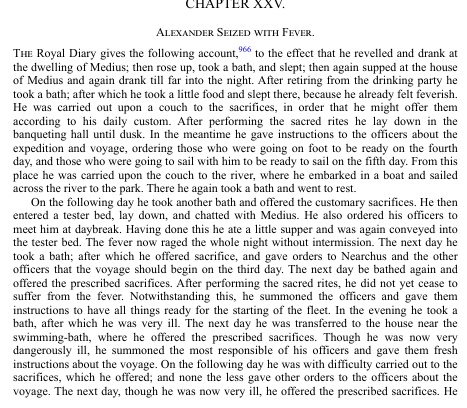 CHAPTER XXV.
Alexander Seized with Fever.
The Royal Diary gives the following account,966 to the effect that he revelled and drank at
the dwelling of Medius; then rose up, took a bath, and slept; then again supped at the house
of Medius and again drank till far into the night. After retiring from the drinking party he
took a bath; after which he took a little food and slept there, because he already felt feverish.
He was carried out upon a couch to the sacrifices, in order that he might offer them
according to his daily custom. After performing the sacred rites he lay down in the
banqueting hall until dusk. In the meantime he gave instructions to the officers about the
expedition and voyage, ordering those who were going on foot to be ready on the fourth
day, and those who were going to sail with him to be ready to sail on the fifth day. From this
place he was carried upon the couch to the river, where he embarked in a boat and sailed
across the river to the park. There he again took a bath and went to rest.
On the following day he took another bath and offered the customary sacrifices. He then
entered a tester bed, lay down, and chatted with Medius. He also ordered his officers to
meet him at daybreak. Having done this he ate a little supper and was again conveyed into
the tester bed. The fever now raged the whole night without intermission. The next day he
took a bath; after which he offered sacrifice, and gave orders to Nearchus and the other
officers that the voyage should begin on the third day. The next day he bathed again and
offered the prescribed sacrifices. After performing the sacred rites, he did not yet cease to
suffer from the fever. Notwithstanding this, he summoned the officers and gave them
instructions to have all things ready for the starting of the fleet. In the evening he took a
bath, after which he was very ill. The next day he was transferred to the house near the
swimming-bath, where he offered the prescribed sacrifices. Though he was now very
dangerously ill, he summoned the most responsible of his officers and gave them fresh
instructions about the voyage. On the following day he was with difficulty carried out to the
sacrifices, which he offered; and none the less gave other orders to the officers about the
voyage. The next day, though he was now very ill, he offered the prescribed sacrifices. He